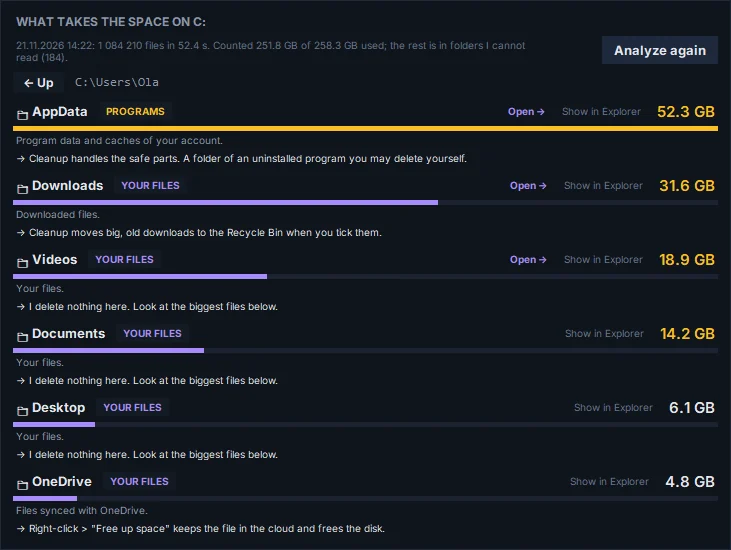 WHAT TAKES THE SPACE ON C:
21.11.2026 14:22: 1 084 210 files in 52.4 s. Counted 251.8 GB of 258.3 GB used; the rest is in folders I cannot
read (184).
Analyze again
← Up C:\Users\Ola
AppData PROGRAMS Open → Show in Explorer 52.3 GB
Program data and caches of your account.
→ Cleanup handles the safe parts. A folder of an uninstalled program you may delete yourself.
Downloads YOUR FILES Open → Show in Explorer 31.6 GB
Downloaded files.
→ Cleanup moves big, old downloads to the Recycle Bin when you tick them.
Videos YOUR FILES Open → Show in Explorer 18.9 GB
Your files.
→ I delete nothing here. Look at the biggest files below.
Documents YOUR FILES Show in Explorer 14.2 GB
Your files.
→ I delete nothing here. Look at the biggest files below.
Desktop YOUR FILES Show in Explorer 6.1 GB
Your files.
→ I delete nothing here. Look at the biggest files below.
OneDrive YOUR FILES Show in Explorer 4.8 GB
Files synced with OneDrive.
→ Right-click > "Free up space" keeps the file in the cloud and frees the disk.